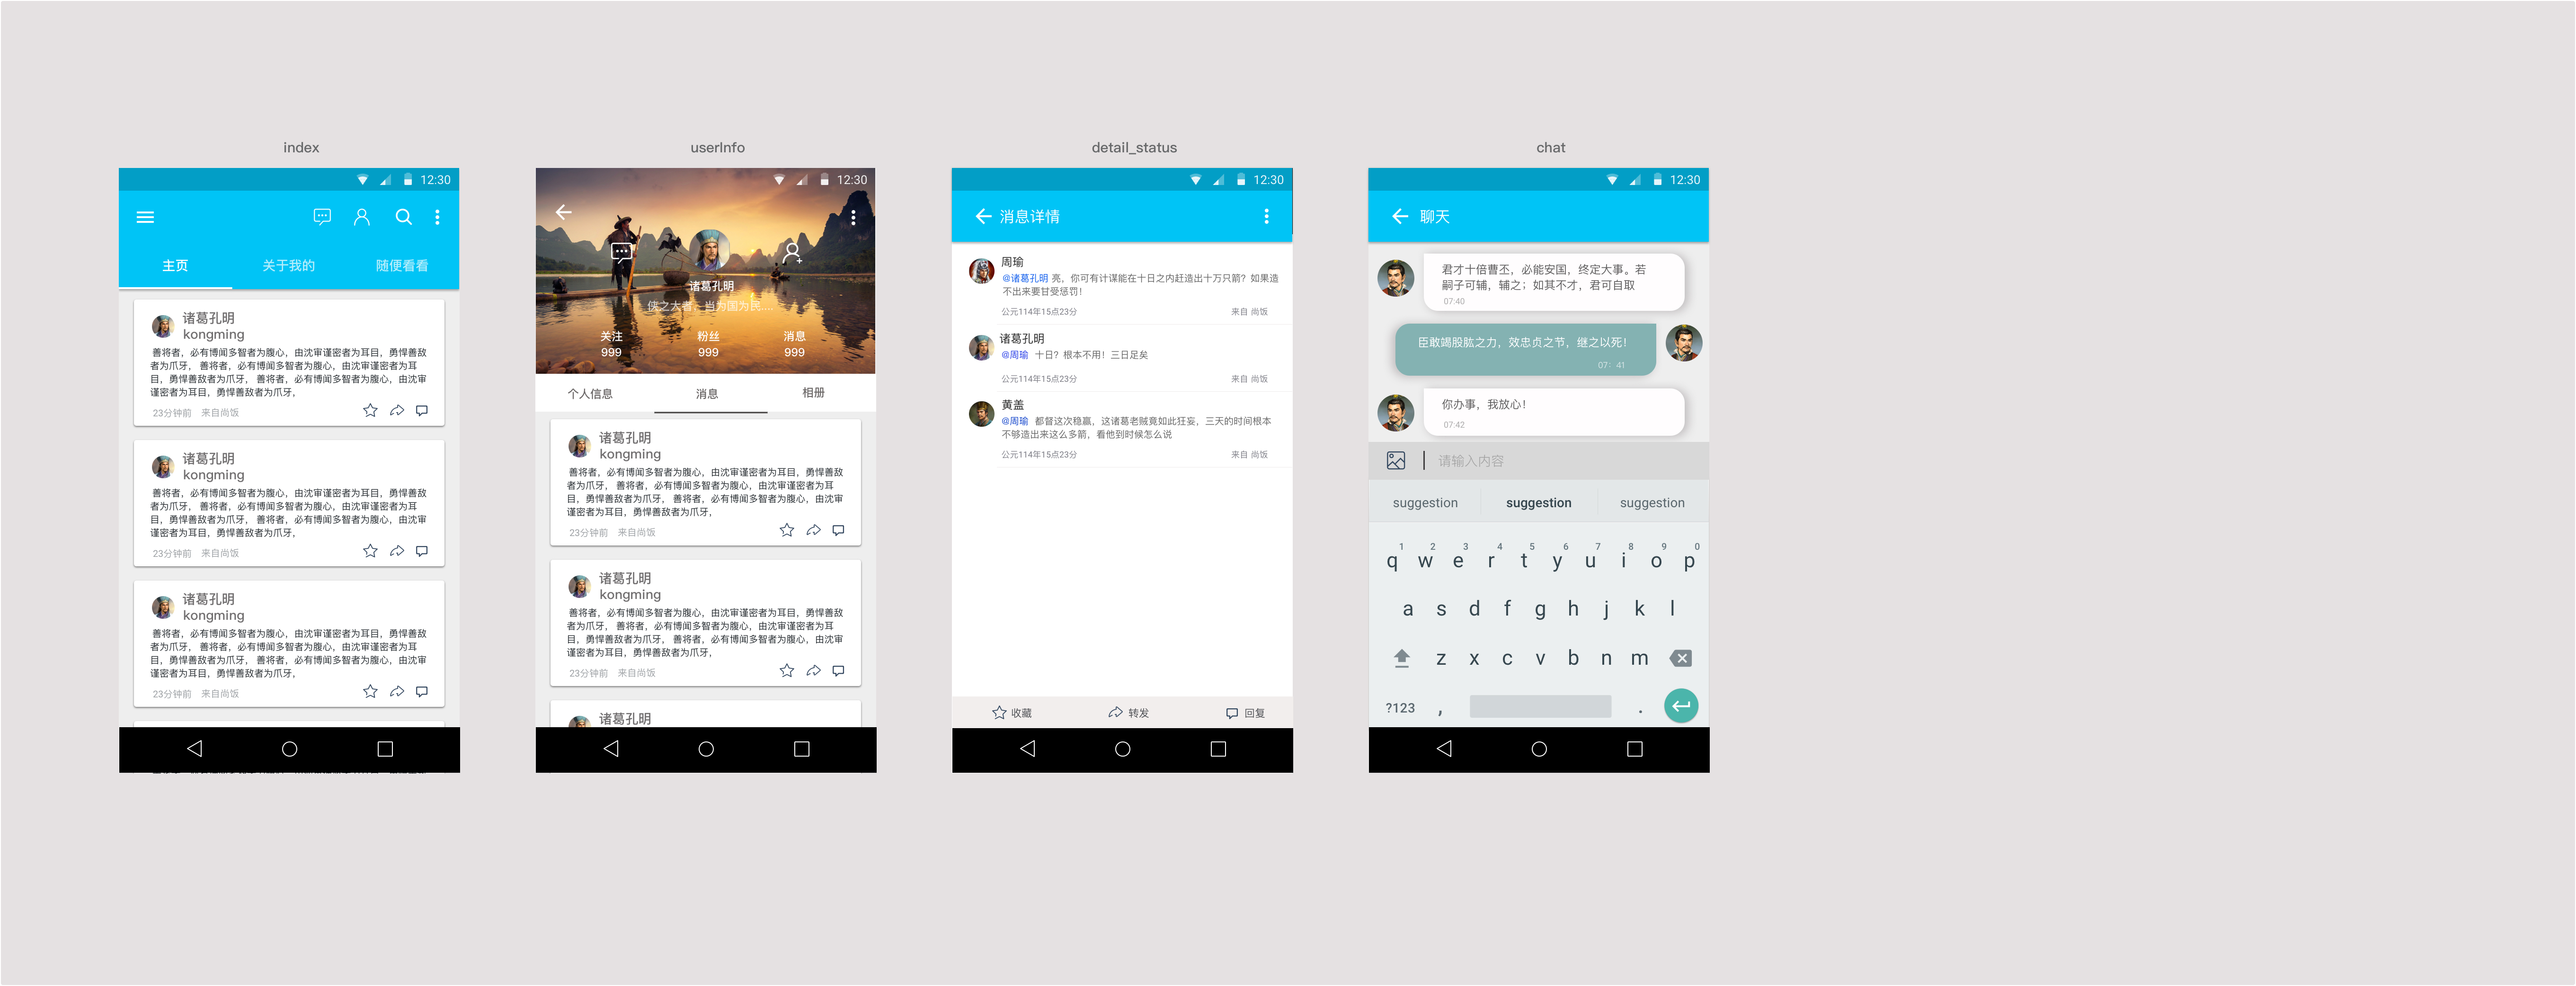 index
12:30
主页
关于我的
随便看看
诸葛孔明
kongming
善将者，必有博闻多智者为腹心，由沈审谨密者为耳目，勇悍善敌
者为爪牙， 善将者，必有博闻多智者为腹心，由沈审谨密者为耳
目，勇悍善敌者为爪牙， 善将者，必有博闻多智者为腹心，由沈审
谨密者为耳目，勇悍善敌者为爪牙，
23分钟前 来自尚饭
诸葛孔明
kongming
善将者，必有博闻多智者为腹心，由沈审谨密者为耳目，勇悍善敌
者为爪牙， 善将者，必有博闻多智者为腹心，由沈审谨密者为耳
目，勇悍善敌者为爪牙， 善将者，必有博闻多智者为腹心，由沈审
谨密者为耳目，勇悍善敌者为爪牙，
23分钟前 来自尚饭
诸葛孔明
kongming
善将者，必有博闻多智者为腹心，由沈审谨密者为耳目，勇悍善敌
者为爪牙， 善将者，必有博闻多智者为腹心，由沈审谨密者为耳
目，勇悍善敌者为爪牙， 善将者，必有博闻多智者为腹心，由沈审
谨密者为耳目，勇悍善敌者为爪牙，
23分钟前 来自尚饭
userInfo
12:30
诸葛孔明
侠之大者，当为国为民....
关注
999
粉丝
999
消息
999
个人信息
消息
相册
诸葛孔明
kongming
善将者，必有博闻多智者为腹心，由沈审谨密者为耳目，勇悍善敌
者为爪牙， 善将者，必有博闻多智者为腹心，由沈审谨密者为耳
目，勇悍善敌者为爪牙， 善将者，必有博闻多智者为腹心，由沈审
谨密者为耳目，勇悍善敌者为爪牙，
23分钟前 来自尚饭
诸葛孔明
kongming
善将者，必有博闻多智者为腹心，由沈审谨密者为耳目，勇悍善敌
者为爪牙， 善将者，必有博闻多智者为腹心，由沈审谨密者为耳
目，勇悍善敌者为爪牙， 善将者，必有博闻多智者为腹心，由沈审
谨密者为耳目，勇悍善敌者为爪牙，
23分钟前 来自尚饭
诸葛孔明
detail_status
12:30
消息详情
周瑜
@诸葛孔明 亮，你可有计谋能在十日之内赶造出十万只箭？如果造
不出来要甘受惩罚！
公元114年15点23分 来自 尚饭
诸葛孔明
@周瑜 十日？根本不用！三日足矣
公元114年15点23分 来自 尚饭
黄盖
@周瑜 都督这次稳赢，这诸葛老贼竟如此狂妄，三天的时间根本
不够造出来这么多箭，看他到时候怎么说
公元114年15点23分 来自 尚饭
收藏
转发
回复
chat
12:30
聊天
君才十倍曹丕，必能安国，终定大事。若
嗣子可辅，辅之；如其不才，君可自取
07:40
臣敢竭股肱之力，效忠贞之节，继之以死！
07：41
你办事，我放心！
07:42
请输入内容
suggestion suggestion suggestion
1 2 3 4 5 6 7 8 9 0
q w e r t y u i o p
a s d f g h j k l
z x c v b n m
?123 , .